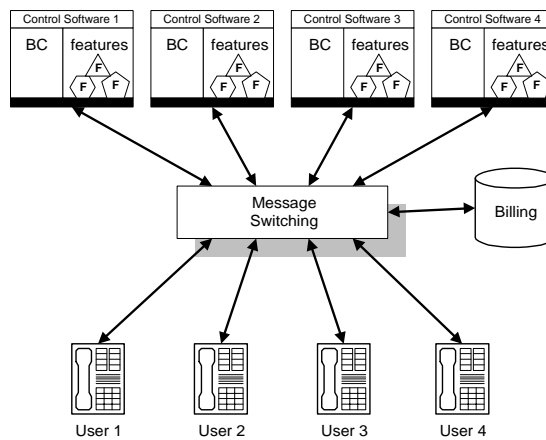 Control Software 1
Control Software 2
Control Software 3
Control Software 4
BC
features
F
F
F
BC
features
F
F
F
BC
features
F
F
F
BC
features
F
F
F
Message
Switching
Billing
User 1
User 2
User 3
User 4